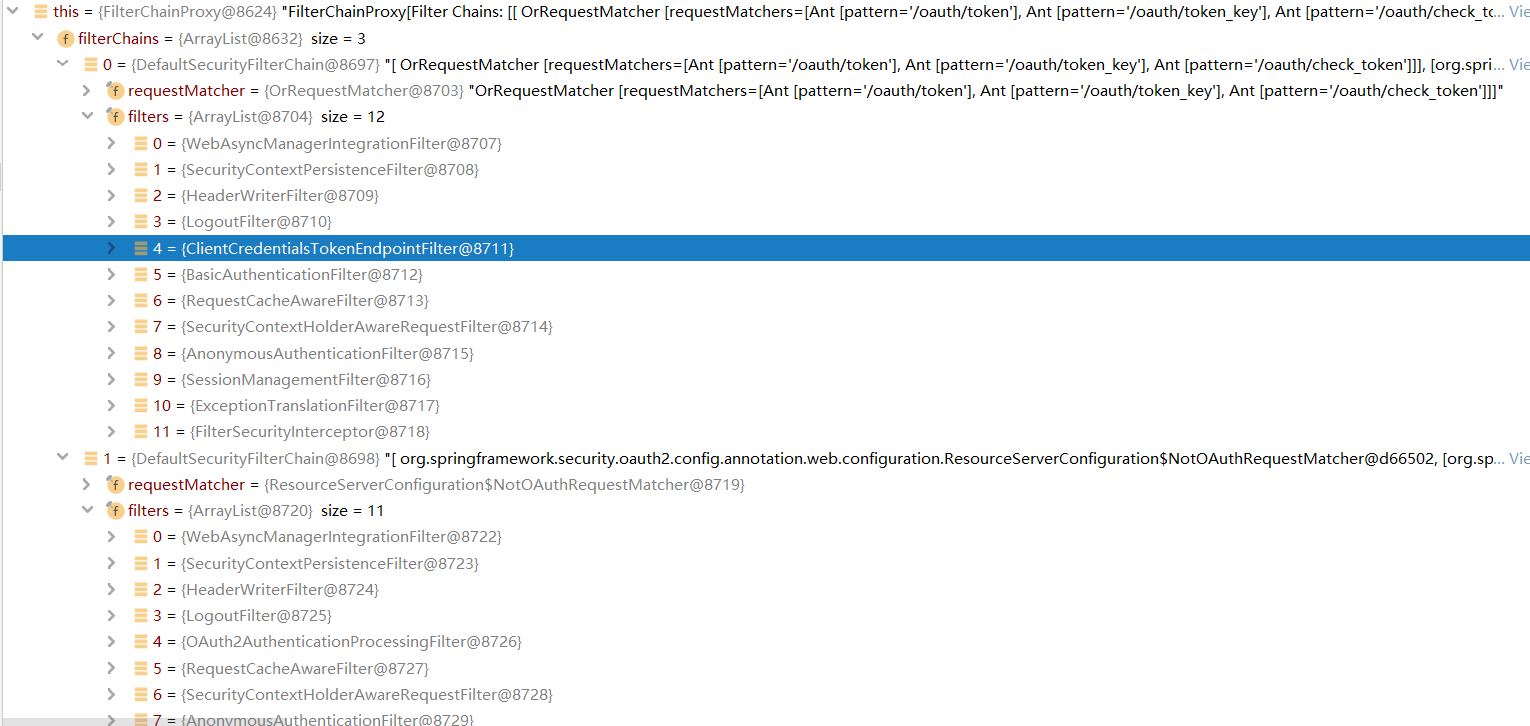 this = {FilterChainProxy@8624} "FilterChainProxy[Filter Chains: [[ OrRequestMatcher [requestMatchers=[Ant [pattern='/oauth/token'], Ant [pattern='/oauth/token_key'], Ant [pattern='/oauth/check_tc... Vie
f filterChains = {ArrayList@8632} size = 3
0 = {DefaultSecurityFilterChain@8697} "[ OrRequestMatcher [requestMatchers=[Ant [pattern='/oauth/token'], Ant [pattern='/oauth/token_key'], Ant [pattern='/oauth/check_token']]], [org.spri... Vie
f requestMatcher = {OrRequestMatcher@8703} "OrRequestMatcher [requestMatchers=[Ant [pattern='/oauth/token'], Ant [pattern='/oauth/token_key'], Ant [pattern='/oauth/check_token']]]"
f filters = {ArrayList@8704} size = 12
0 = {WebAsyncManagerIntegrationFilter@8707}
1 = {SecurityContextPersistenceFilter@8708}
2 = {HeaderWriterFilter@8709}
3 = {LogoutFilter@8710}
4 = {ClientCredentialsTokenEndpointFilter@8711}
5 = {BasicAuthenticationFilter@8712}
6 = {RequestCacheAwareFilter@8713}
7 = {SecurityContextHolderAwareRequestFilter@8714}
8 = {AnonymousAuthenticationFilter@8715}
9 = {SessionManagementFilter@8716}
10 = {ExceptionTranslationFilter@8717}
11 = {FilterSecurityInterceptor@8718}
1 = {DefaultSecurityFilterChain@8698} "[ org.springframework.security.oauth2.config.annotation.web.configuration.ResourceServerConfiguration$NotOAuthRequestMatcher@d66502, [org.sp... Vie
f requestMatcher = {ResourceServerConfiguration$NotOAuthRequestMatcher@8719}
f filters = {ArrayList@8720} size = 11
0 = {WebAsyncManagerIntegrationFilter@8722}
1 = {SecurityContextPersistenceFilter@8723}
2 = {HeaderWriterFilter@8724}
3 = {LogoutFilter@8725}
4 = {OAuth2AuthenticationProcessingFilter@8726}
5 = {RequestCacheAwareFilter@8727}
6 = {SecurityContextHolderAwareRequestFilter@8728}
7 = {AnonymousAuthenticationFilter@8729}